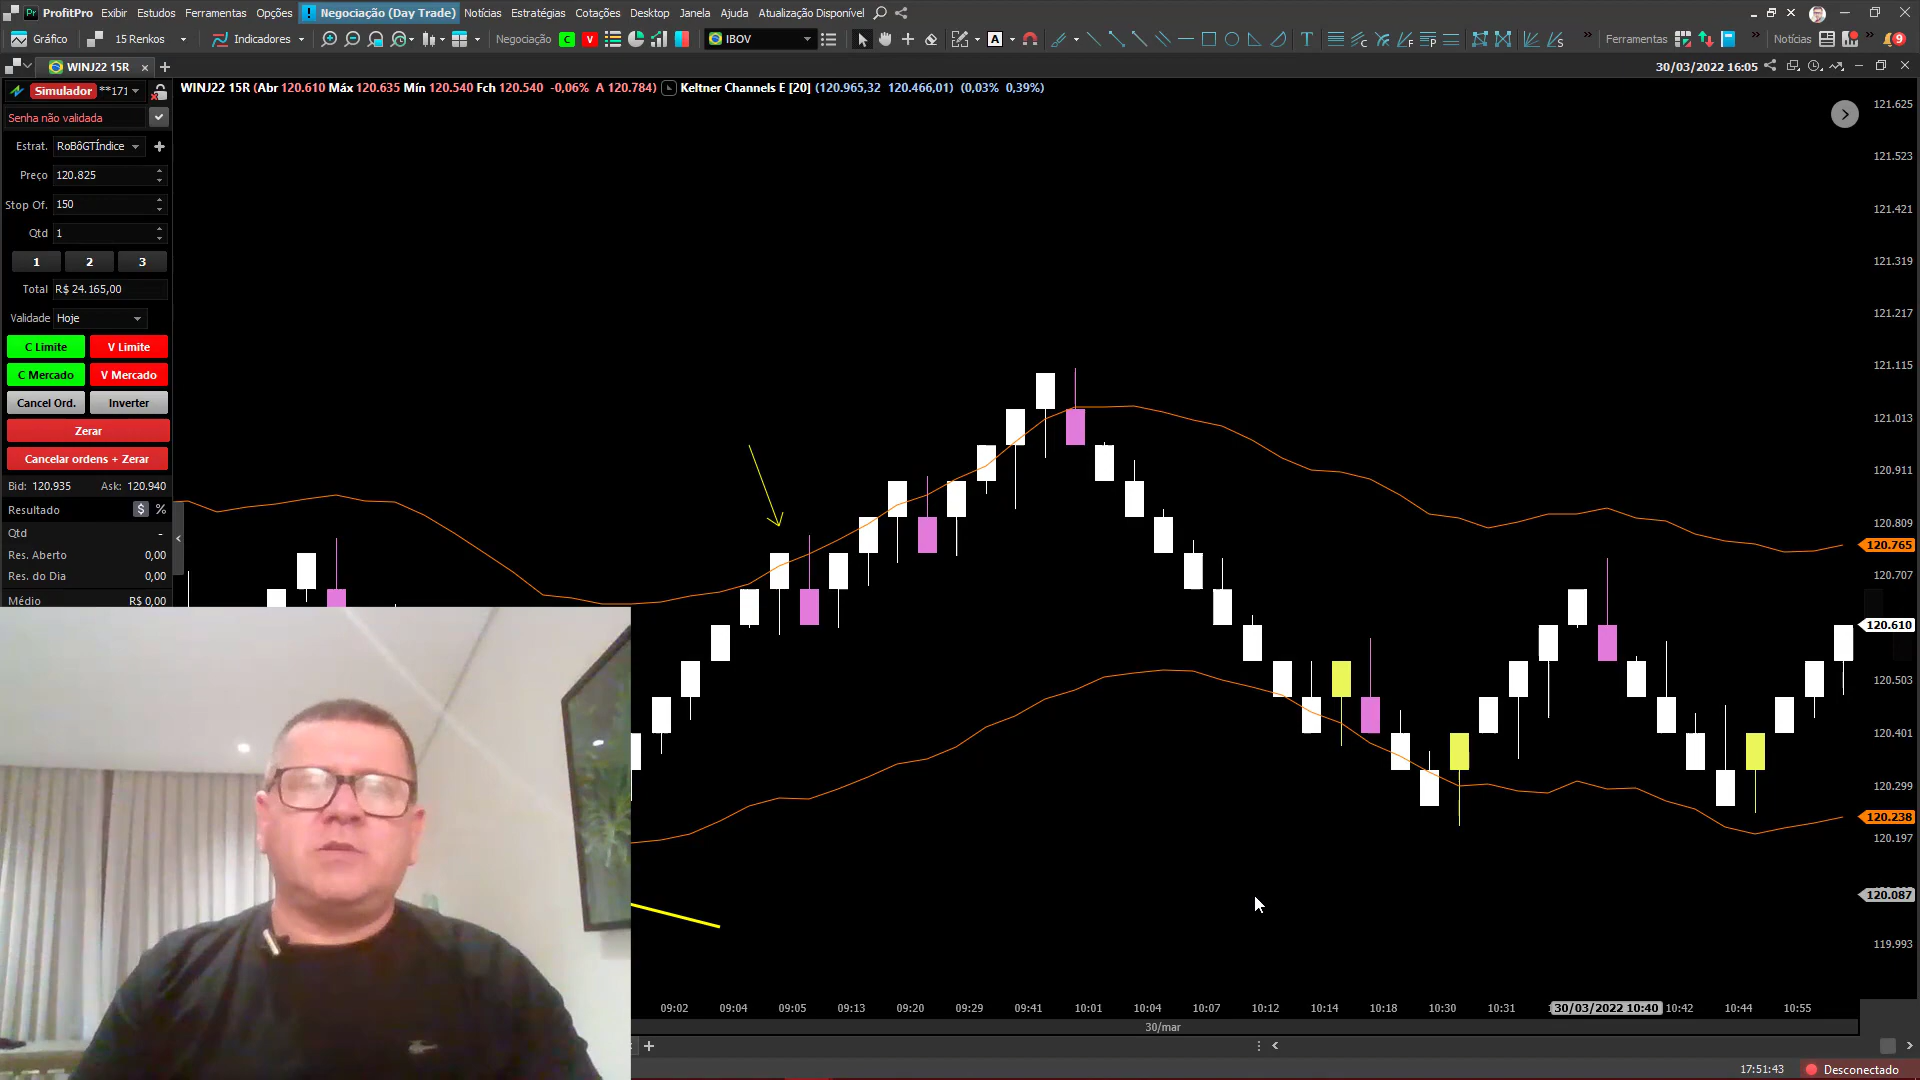 Pr ProfitPro Exibir Estudos Ferramentas Opções ! Negociação (Day Trade) Notícias Estratégias Cotações Desktop Janela Ajuda Atualização Disponível
Gráfico 15 Renkos Indicadores Negociação C V IBOV A T Ferramentas Notícias 9
WINJ22 15R 30/03/2022 16:05
Simulador **171
WINJ22 15R (Abr 120.610 Máx 120.635 Mín 120.540 Fch 120.540 -0,06% A 120.784) Keltner Channels E [20] (120.965,32 120.466,01) (0,03% 0,39%)
Senha não validada
Estrat. RoBôGTÍndice
Preço 120.825
Stop Of. 150
Qtd 1
1 2 3
Total R$ 24.165,00
Validade Hoje
C Limite V Limite
C Mercado V Mercado
Cancel Ord. Inverter
Zerar
Cancelar ordens + Zerar
Bid: 120.935 Ask: 120.940
Resultado $ %
Qtd -
Res. Aberto 0,00
Res. do Dia 0,00
Médio R$ 0,00
121.625
121.523
121.421
121.319
121.217
121.115
121.013
120.911
120.809
120.765
120.707
120.610
120.503
120.401
120.299
120.238
120.197
120.087
119.993
09:02 09:04 09:05 09:13 09:20 09:29 09:41 10:01 10:04 10:07 10:12 10:14 10:18 10:30 10:31 30/03/2022 10:40 10:42 10:44 10:55
30/mar
17:51:43 Desconectado